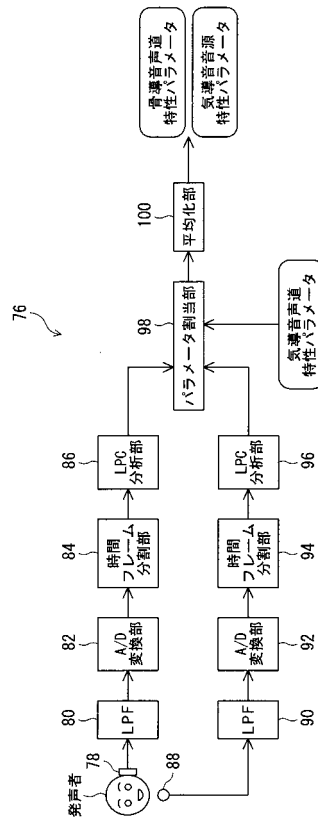 76
発声者
78
88
80
LPF
82
A/D
変換部
84
時間
フレーム
分割部
86
LPC
分析部
90
LPF
92
A/D
変換部
94
時間
フレーム
分割部
96
LPC
分析部
98
パラメータ割当部
気導音声道
特性パラメータ
100
平均化部
骨導音声道
特性パラメータ
気導音音源
特性パラメータ